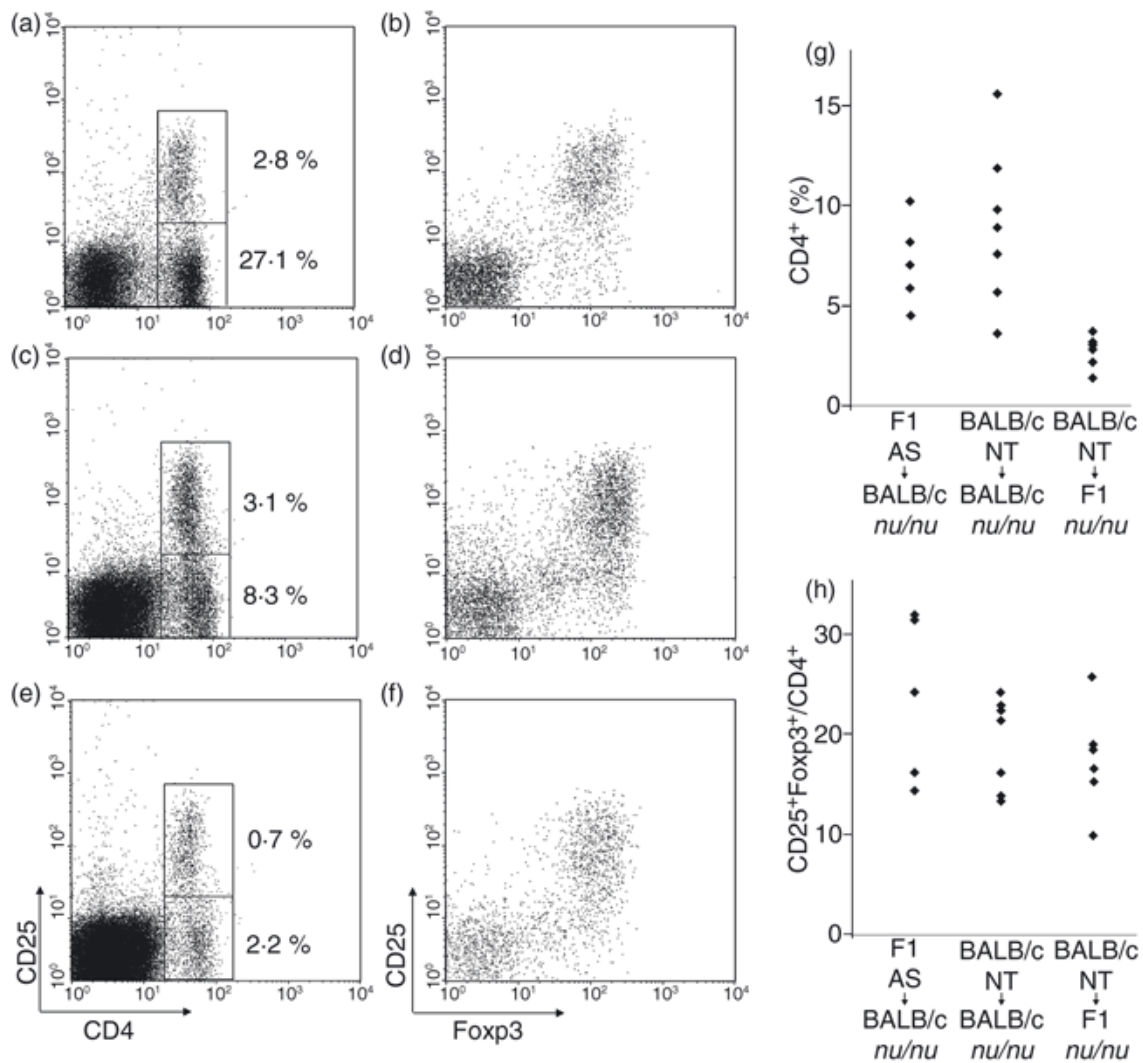 (a)
10⁴
10³
10²
10¹
10⁰
2·8 %
27·1 %
10⁰ 10¹ 10² 10³ 10⁴
(b)
10⁴
10³
10²
10¹
10⁰
10⁰ 10¹ 10² 10³ 10⁴
(c)
10⁴
10³
10²
10¹
10⁰
3·1 %
8·3 %
10⁰ 10¹ 10² 10³ 10⁴
(d)
10⁴
10³
10²
10¹
10⁰
10⁰ 10¹ 10² 10³ 10⁴
(e)
10⁴
10³
10²
10¹
10⁰
0·7 %
2·2 %
10⁰ 10¹ 10² 10³ 10⁴
CD25
CD4
(f)
10⁴
10³
10²
10¹
10⁰
10⁰ 10¹ 10² 10³ 10⁴
CD25
Foxp3
(g)
CD4⁺ (%)
15
10
5
0
F1 BALB/c BALB/c
AS NT NT
↓ ↓ ↓
BALB/c BALB/c F1
nu/nu nu/nu nu/nu
(h)
CD25⁺Foxp3⁺/CD4⁺
30
20
10
0
F1 BALB/c BALB/c
AS NT NT
↓ ↓ ↓
BALB/c BALB/c F1
nu/nu nu/nu nu/nu